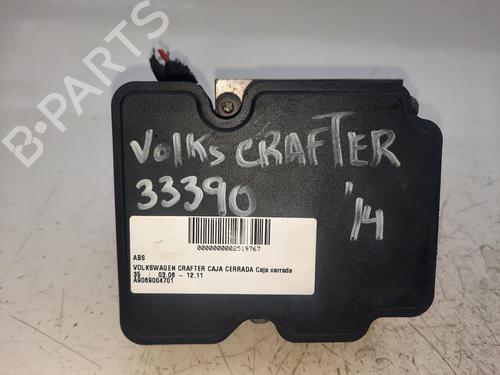 B-PARTS
Volks CRAFTER
33390 '14
0000000002519767
ABS
VOLKSWAGEN CRAFTER CAJA CERRADA Caja cerrada
35 | 03.06 - 12.11
A9069004701